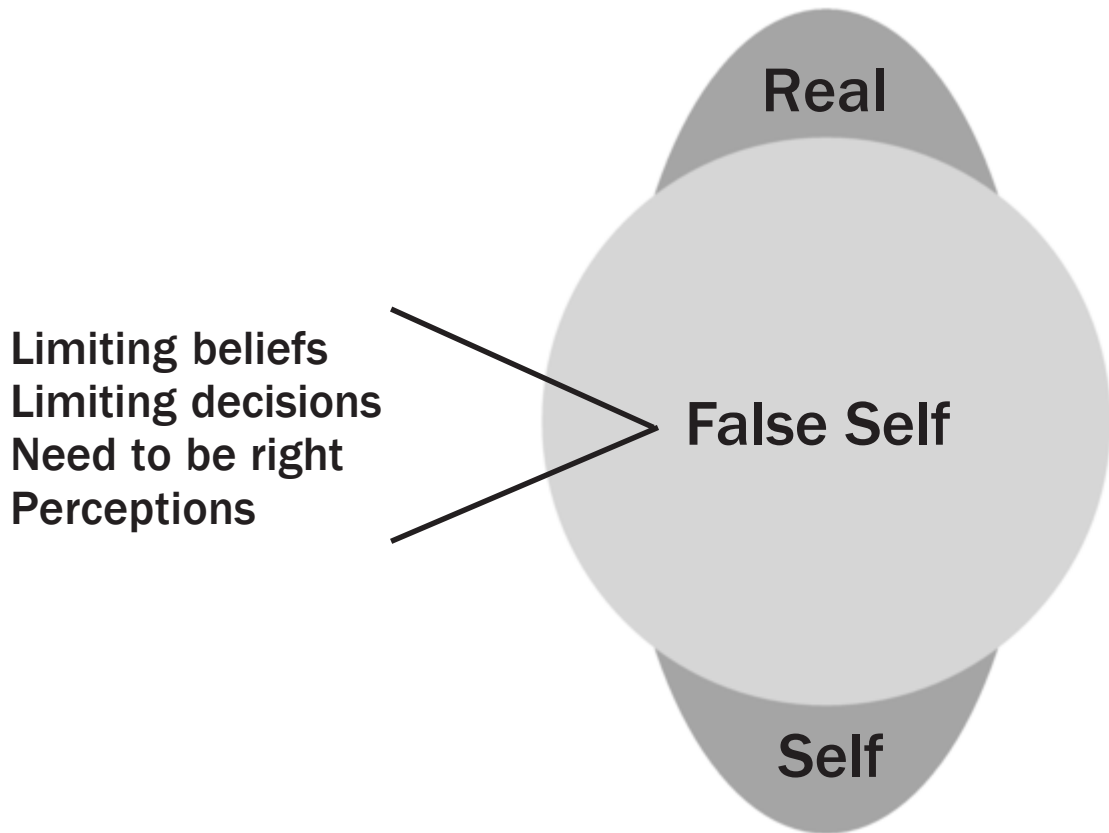 Real
Limiting beliefs
Limiting decisions
Need to be right
Perceptions
False Self
Self